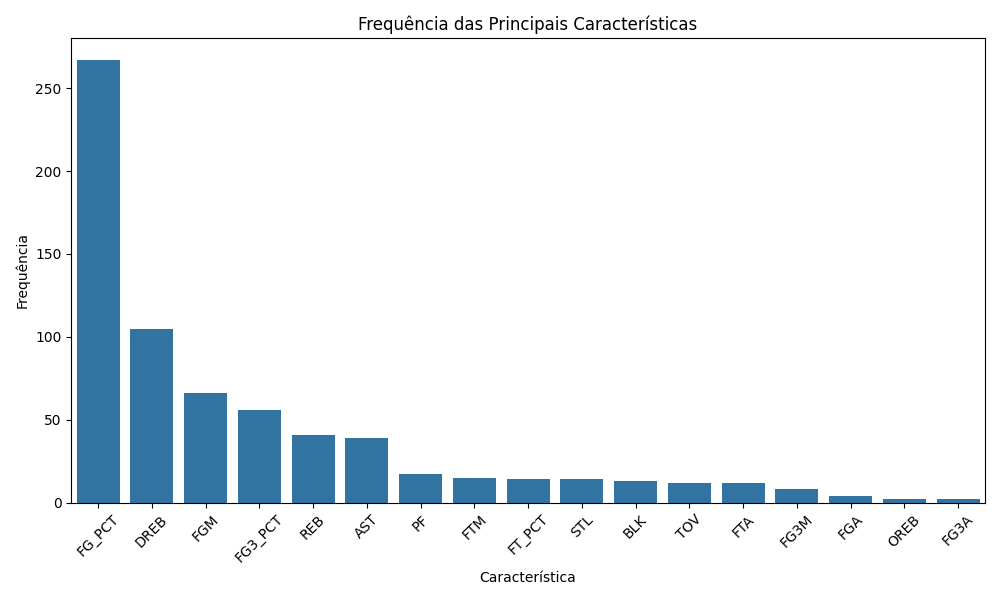 Frequência das Principais Características
Frequência
250
200
150
100
50
0
FG_PCT
DREB
FGM
FG3_PCT
REB
AST
PF
FTM
FT_PCT
STL
BLK
TOV
FTA
FG3M
FGA
OREB
FG3A
Característica